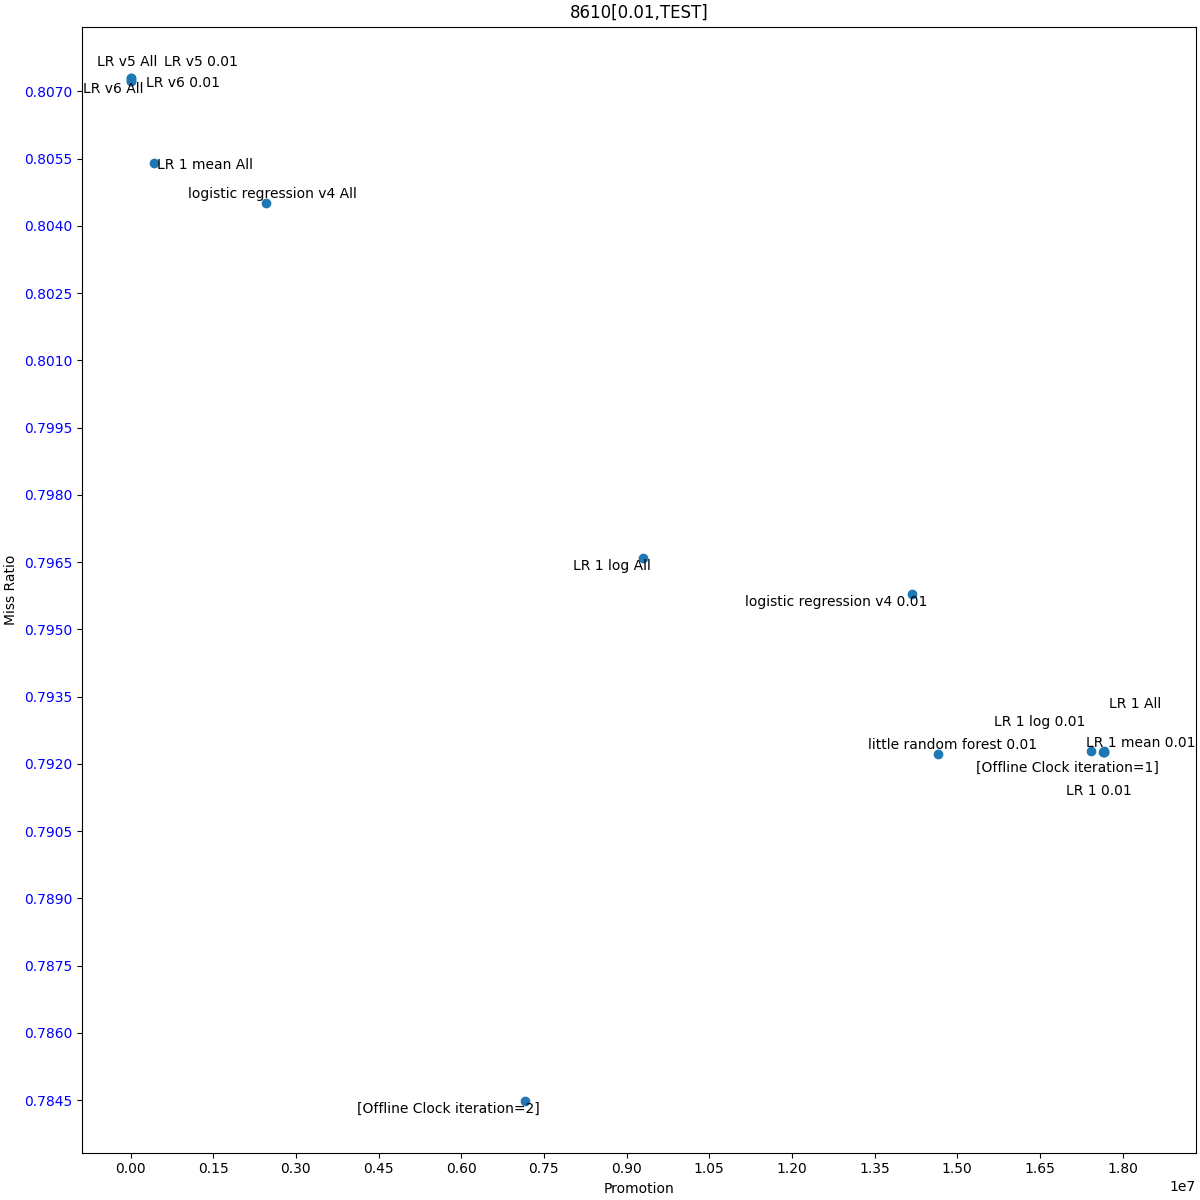 8610[0.01,TEST]
LR v5 All
LR v5 0.01
LR v6 All
LR v6 0.01
LR 1 mean All
logistic regression v4 All
LR 1 log All
logistic regression v4 0.01
LR 1 All
LR 1 log 0.01
LR 1 mean 0.01
little random forest 0.01
[Offline Clock iteration=1]
LR 1 0.01
[Offline Clock iteration=2]
Miss Ratio
0.8070
0.8055
0.8040
0.8025
0.8010
0.7995
0.7980
0.7965
0.7950
0.7935
0.7920
0.7905
0.7890
0.7875
0.7860
0.7845
0.00 0.15 0.30 0.45 0.60 0.75 0.90 1.05 1.20 1.35 1.50 1.65 1.80
1e7
Promotion